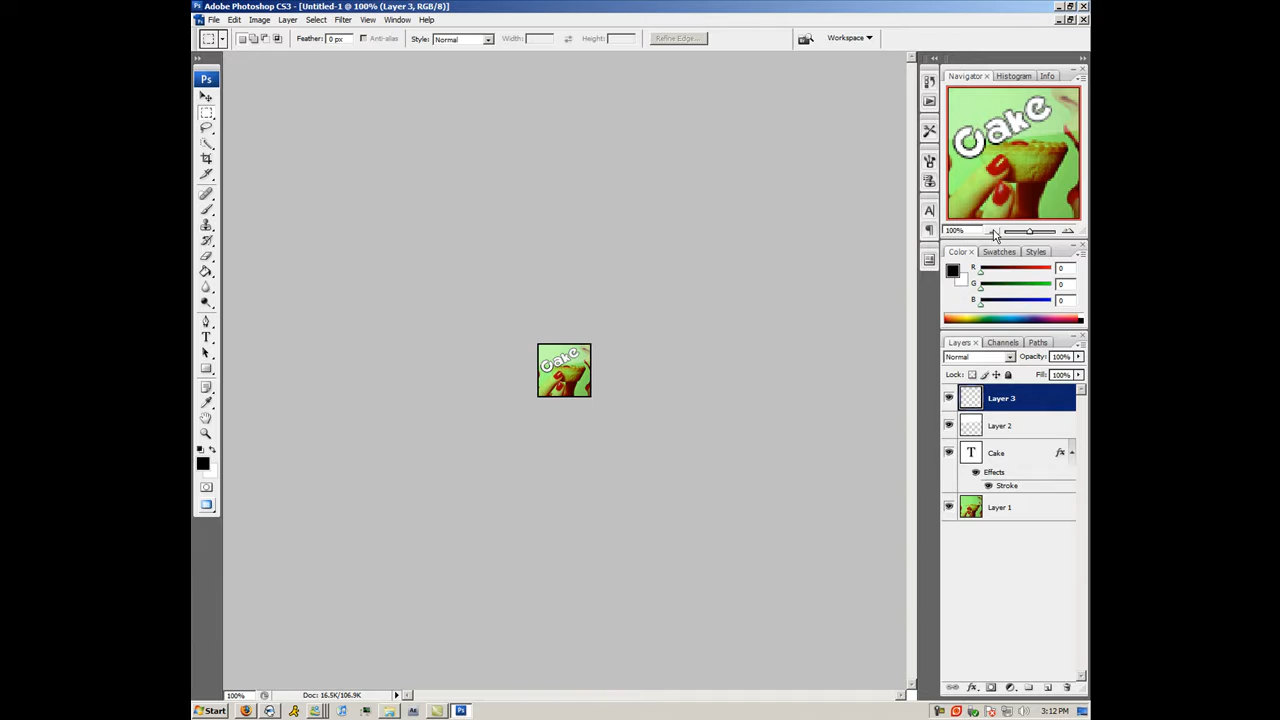 Adobe Photoshop CS3 - [Untitled-1 @ 100% (Layer 3, RGB/8)]
File Edit Image Layer Select Filter View Window Help
Feather: 0 px Anti-alias Style: Normal Width: Height: Refine Edge... Workspace
Ps
Navigator Histogram Info
Cake
100%
Color Swatches Styles
R 0
G 0
B 0
Layers Channels Paths
Normal Opacity: 100%
Lock: Fill: 100%
Layer 3
Layer 2
T Cake fx
Effects
Stroke
Layer 1
Cake
100% Doc: 16.5K/106.9K
Start 3:12 PM